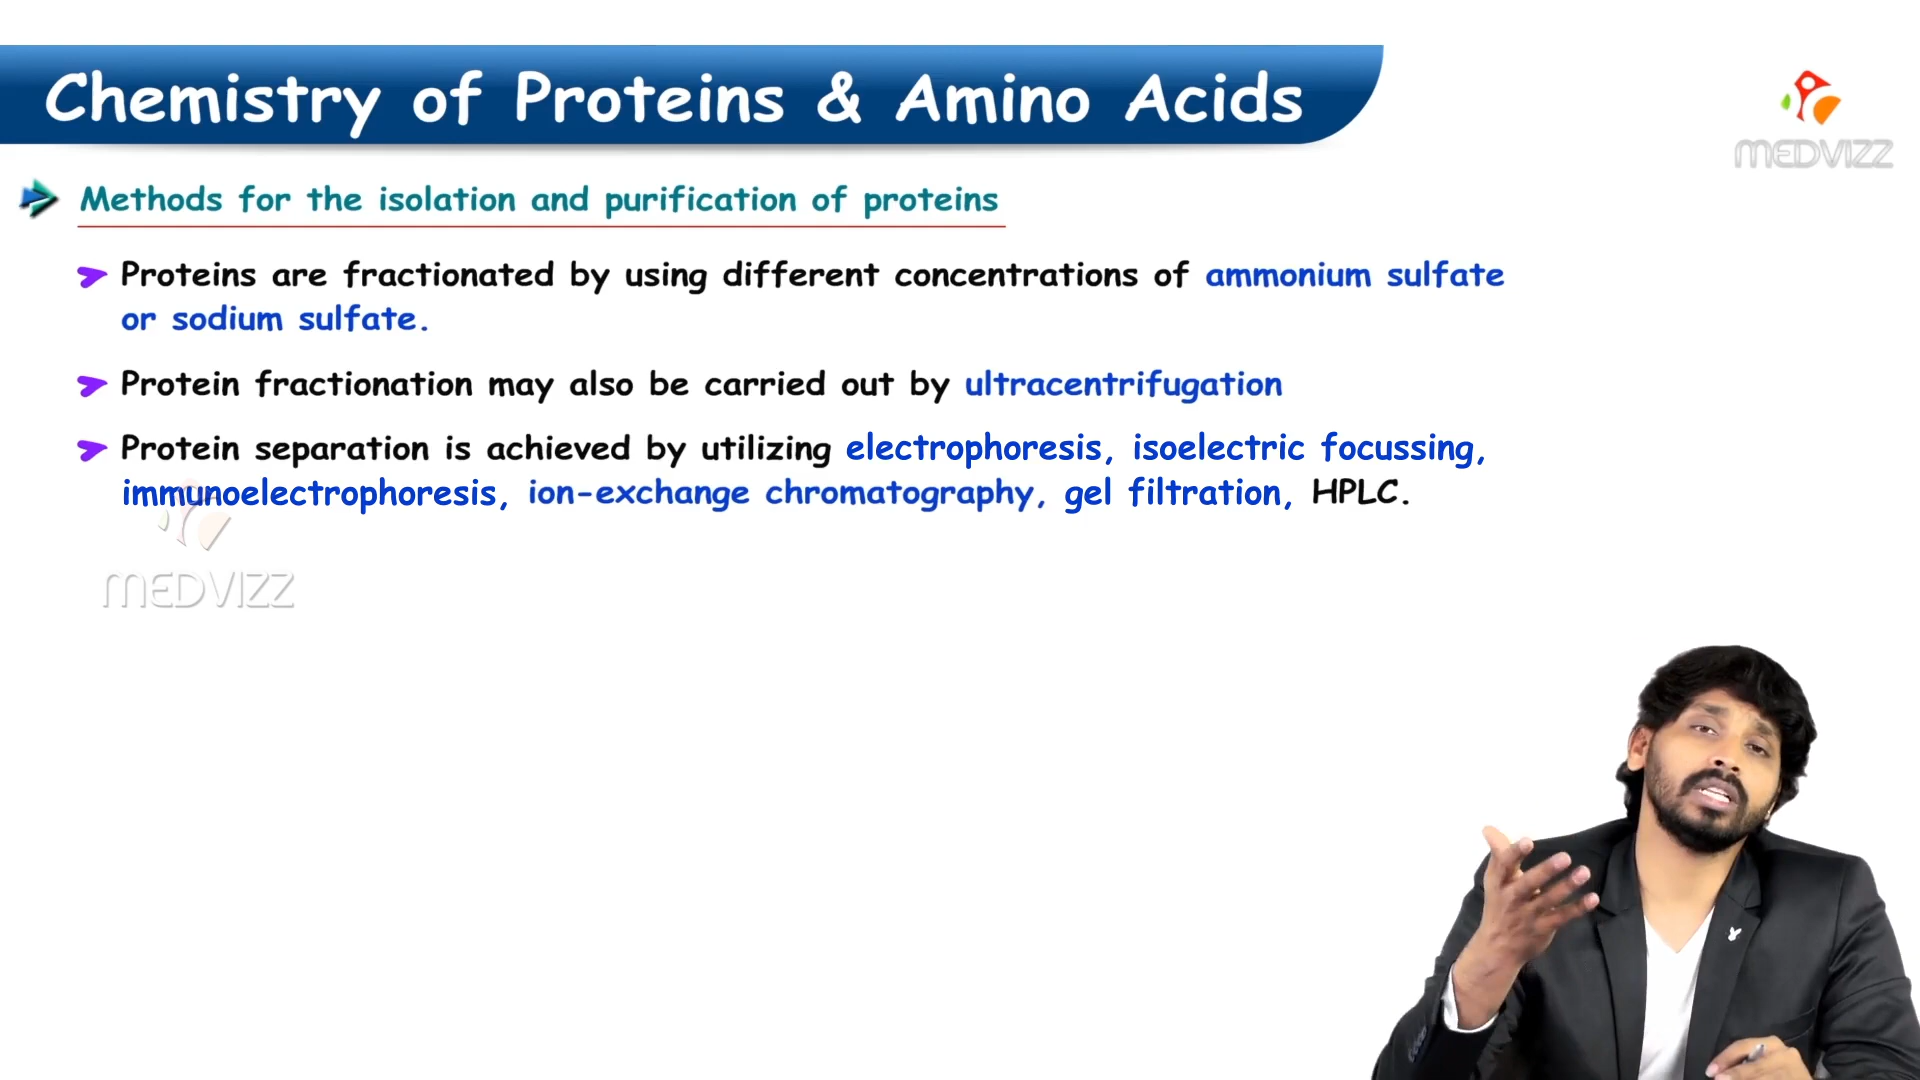 Chemistry of Proteins & Amino Acids
MEDVIZZ
Methods for the isolation and purification of proteins
Proteins are fractionated by using different concentrations of ammonium sulfate
or sodium sulfate.
Protein fractionation may also be carried out by ultracentrifugation
Protein separation is achieved by utilizing electrophoresis, isoelectric focussing,
immunoelectrophoresis, ion-exchange chromatography, gel filtration, HPLC.
MEDVIZZ